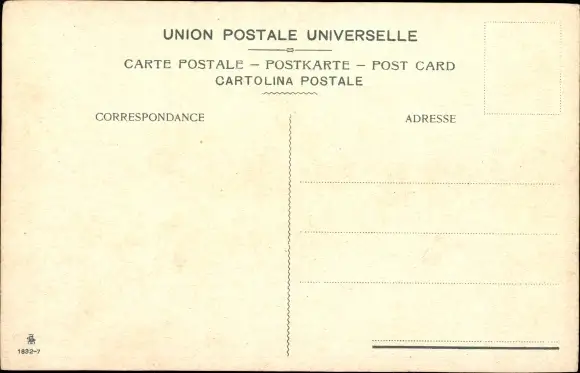 UNION POSTALE UNIVERSELLE
CARTE POSTALE – POSTKARTE – POST CARD
CARTOLINA POSTALE
CORRESPONDANCE
ADRESSE
1832-7